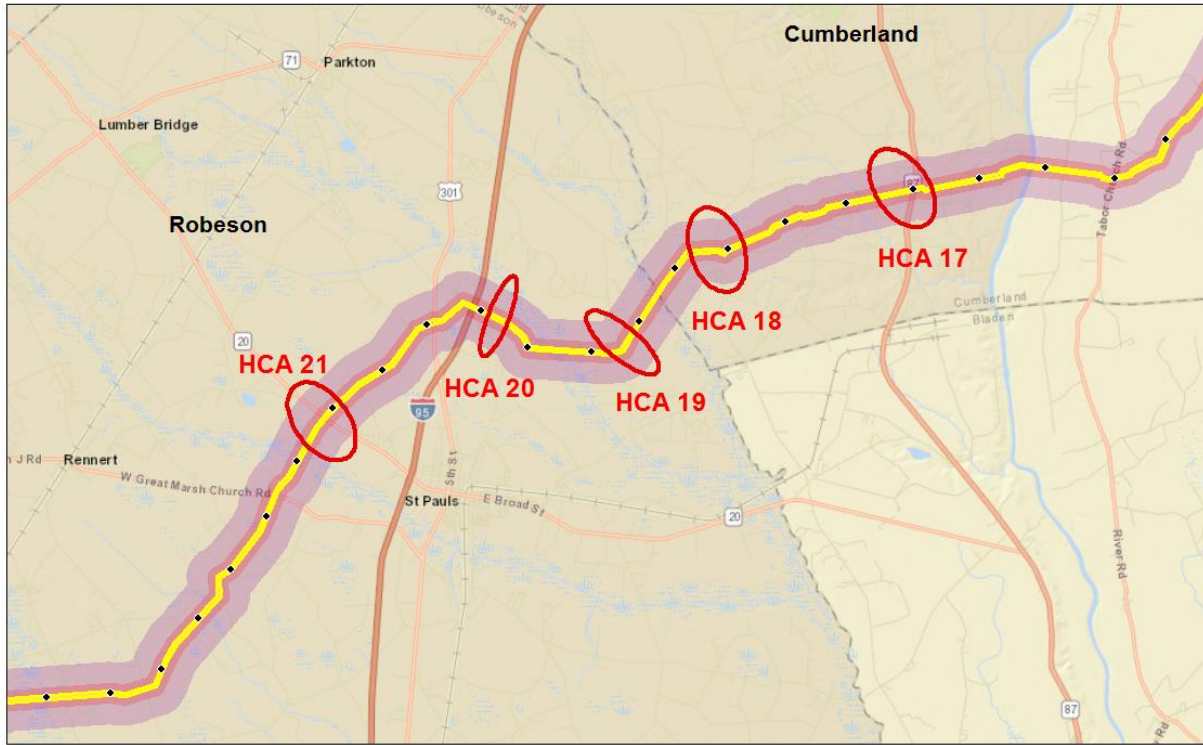 Cumberland
71
Parkton
Lumber Bridge
301
87
Tabor Church Rd
Robeson
HCA 17
Cumberland
Bladen
HCA 18
20
HCA 21
HCA 20
HCA 19
95
Rennert
W Great Marsh Church Rd
5th St
St Pauls
E Broad St
20
River Rd
87